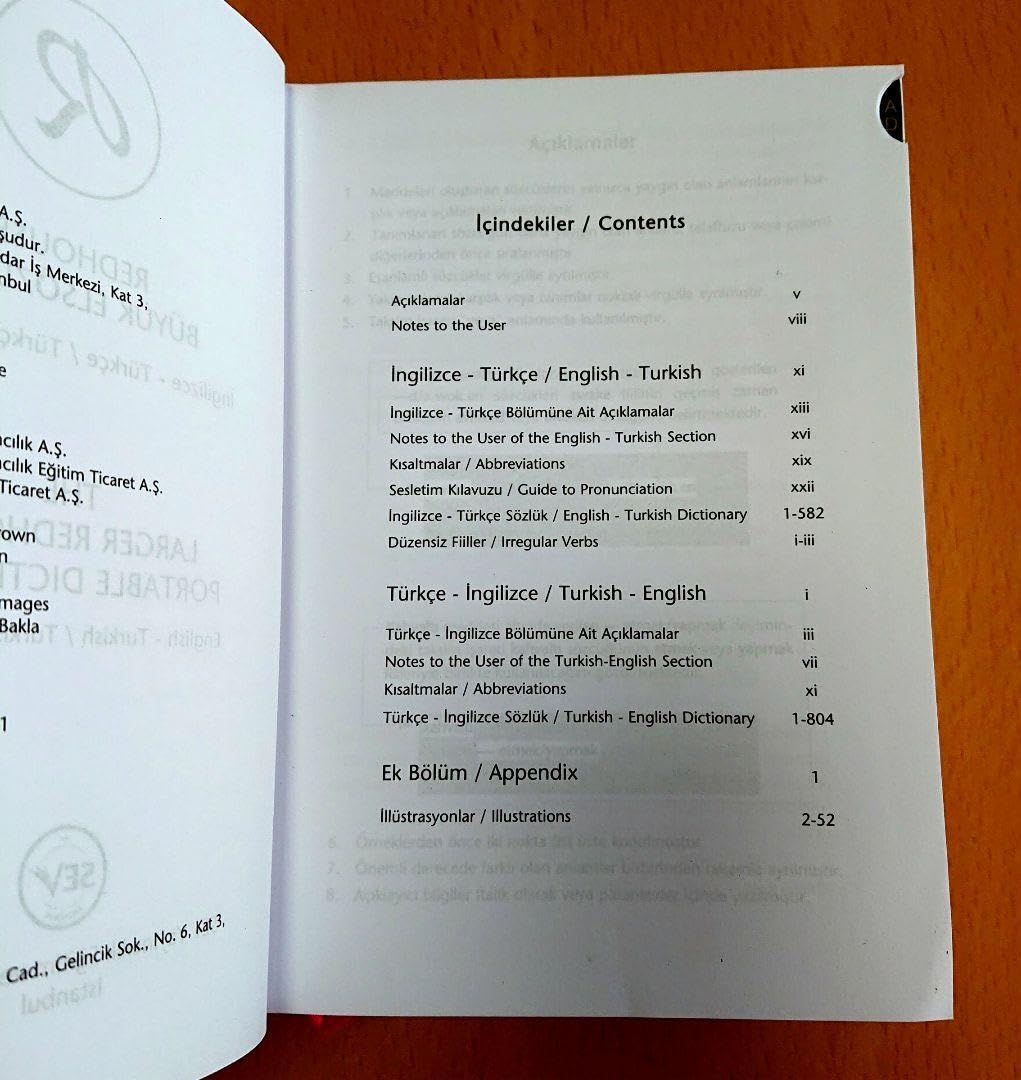 A.Ş.
şudur.
dar İş Merkezi, Kat 3,
nbul
e
cılık A.Ş.
cılık Eğitim Ticaret A.Ş.
Ticaret A.Ş.
own
n
mages
Bakla
1
Cad., Gelincik Sok., No. 6, Kat 3,
AD
İçindekiler / Contents
Açıklamalar v
Notes to the User viii
İngilizce - Türkçe / English - Turkish xi
İngilizce - Türkçe Bölümüne Ait Açıklamalar xiii
Notes to the User of the English - Turkish Section xvi
Kısaltmalar / Abbreviations xix
Sesletim Kılavuzu / Guide to Pronunciation xxii
İngilizce - Türkçe Sözlük / English - Turkish Dictionary 1-582
Düzensiz Fiiller / Irregular Verbs i-iii
Türkçe - İngilizce / Turkish - English i
Türkçe - İngilizce Bölümüne Ait Açıklamalar iii
Notes to the User of the Turkish-English Section vii
Kısaltmalar / Abbreviations xi
Türkçe - İngilizce Sözlük / Turkish - English Dictionary 1-804
Ek Bölüm / Appendix 1
İllüstrasyonlar / Illustrations 2-52